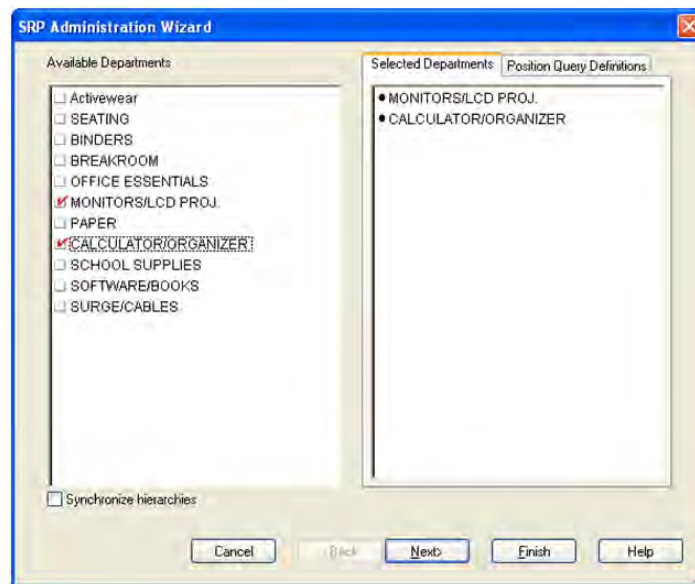 SRP Administration Wizard
Available Departments
Activewear
SEATING
BINDERS
BREAKROOM
OFFICE ESSENTIALS
MONITORS/LCD PROJ.
PAPER
CALCULATOR/ORGANIZER
SCHOOL SUPPLIES
SOFTWARE/BOOKS
SURGE/CABLES
Synchronize hierarchies
Selected Departments
Position Query Definitions
MONITORS/LCD PROJ.
CALCULATOR/ORGANIZER
Cancel
<Back
Next>
Finish
Help